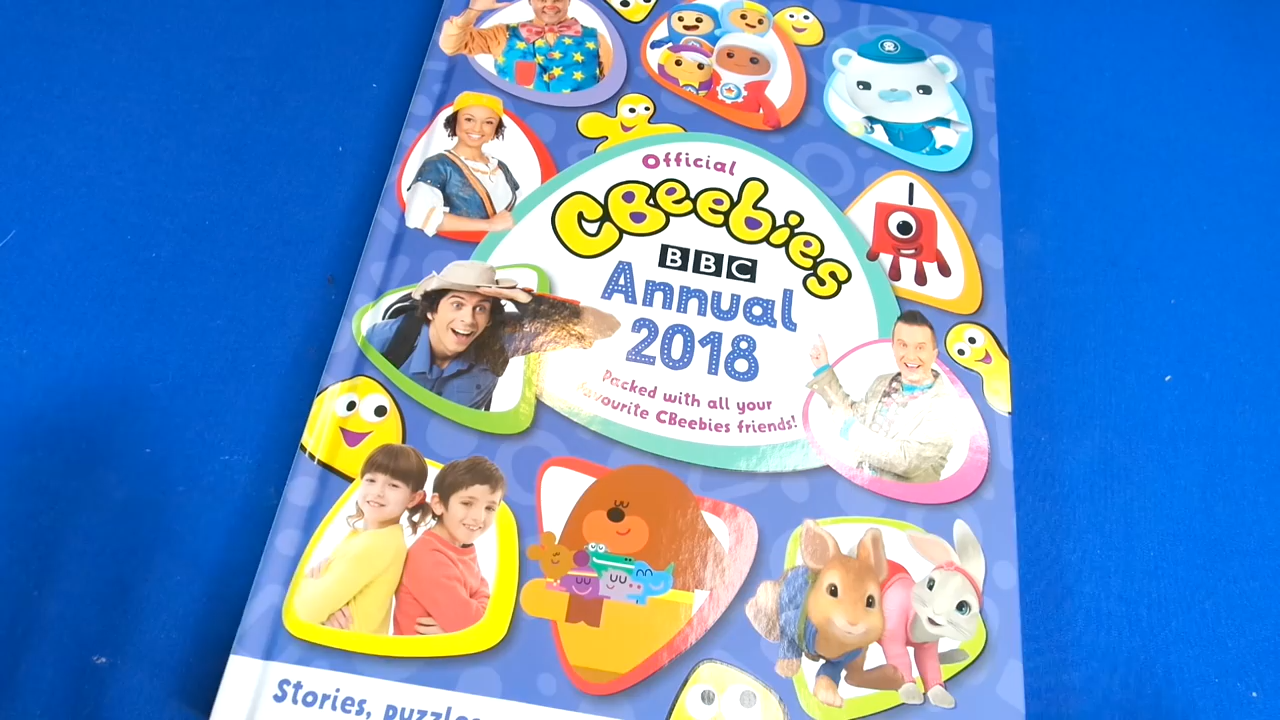 Official
CBeebies
BBC
Annual
2018
Packed with all your
favourite CBeebies friends!
Stories,